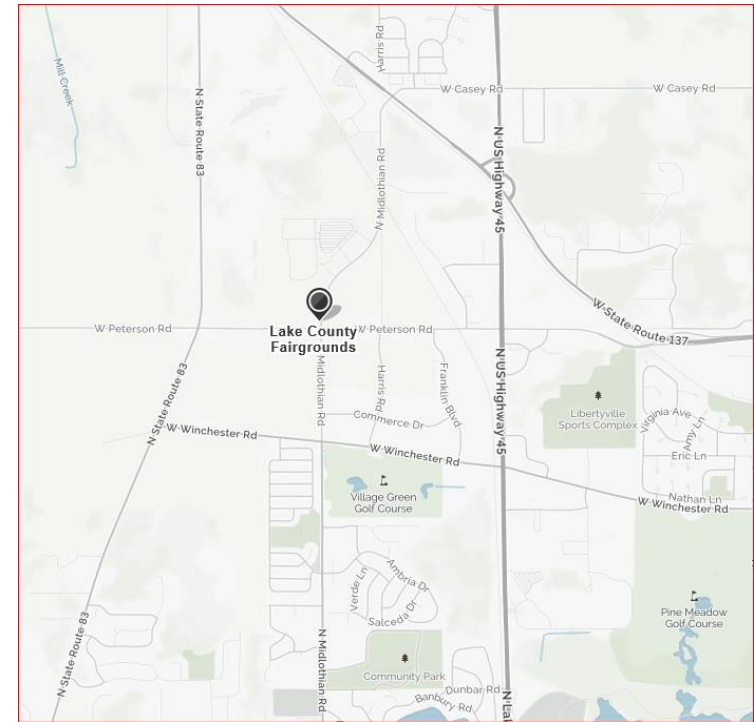 Harris Rd
Mill Creek
W Casey Rd
W Casey Rd
N State Route 83
N US Highway 45
N Midlothian Rd
W State Route 137
W Peterson Rd
Lake County
Fairgrounds
W Peterson Rd
Midlothian Rd
Harris Rd
Franklin Blvd
N US Highway 45
N State Route 83
Commerce Dr
Libertyville
Sports Complex
Virginia Ave
Amy Ln
Eric Ln
W Winchester Rd
W Winchester Rd
Nathan Ln
W Winchester Rd
Village Green
Golf Course
Verde Ln
Ambria Dr
Salceda Dr
Pine Meadow
Golf Course
N State Route 83
N Midlothian Rd
Community Park
Dunbar Rd
Banbury Rd
N La